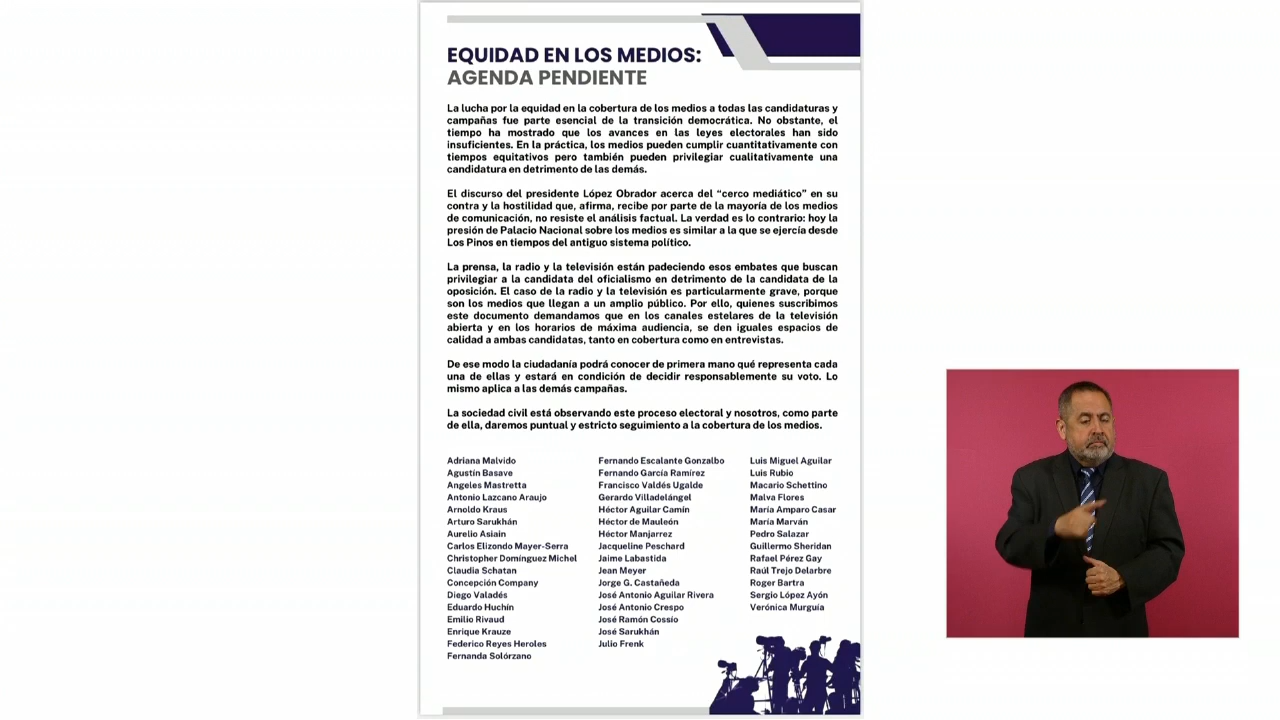 EQUIDAD EN LOS MEDIOS:
AGENDA PENDIENTE
La lucha por la equidad en la cobertura de los medios a todas las candidaturas y
campañas fue parte esencial de la transición democrática. No obstante, el
tiempo ha mostrado que los avances en las leyes electorales han sido
insuficientes. En la práctica, los medios pueden cumplir cuantitativamente con
tiempos equitativos pero también pueden privilegiar cualitativamente una
candidatura en detrimento de las demás.
El discurso del presidente López Obrador acerca del “cerco mediático” en su
contra y la hostilidad que, afirma, recibe por parte de la mayoría de los medios
de comunicación, no resiste el análisis factual. La verdad es lo contrario: hoy la
presión de Palacio Nacional sobre los medios es similar a la que se ejercía desde
Los Pinos en tiempos del antiguo sistema político.
La prensa, la radio y la televisión están padeciendo esos embates que buscan
privilegiar a la candidata del oficialismo en detrimento de la candidata de la
oposición. El caso de la radio y la televisión es particularmente grave, porque
son los medios que llegan a un amplio público. Por ello, quienes suscribimos
este documento demandamos que en los canales estelares de la televisión
abierta y en los horarios de máxima audiencia, se den iguales espacios de
calidad a ambas candidatas, tanto en cobertura como en entrevistas.
De ese modo la ciudadanía podrá conocer de primera mano qué representa cada
una de ellas y estará en condición de decidir responsablemente su voto. Lo
mismo aplica a las demás campañas.
La sociedad civil está observando este proceso electoral y nosotros, como parte
de ella, daremos puntual y estricto seguimiento a la cobertura de los medios.
Adriana Malvido
Agustín Basave
Angeles Mastretta
Antonio Lazcano Araujo
Arnoldo Kraus
Arturo Sarukhán
Aurelio Asiain
Carlos Elizondo Mayer-Serra
Christopher Domínguez Michel
Claudia Schatan
Concepción Company
Diego Valadés
Eduardo Huchín
Emilio Rivaud
Enrique Krauze
Federico Reyes Heroles
Fernanda Solórzano
Fernando Escalante Gonzalbo
Fernando García Ramírez
Francisco Valdés Ugalde
Gerardo Villadelángel
Héctor Aguilar Camín
Héctor de Mauleón
Héctor Manjarrez
Jacqueline Peschard
Jaime Labastida
Jean Meyer
Jorge G. Castañeda
José Antonio Aguilar Rivera
José Antonio Crespo
José Ramón Cossío
José Sarukhán
Julio Frenk
Luis Miguel Aguilar
Luis Rubio
Macario Schettino
Malva Flores
María Amparo Casar
María Marván
Pedro Salazar
Guillermo Sheridan
Rafael Pérez Gay
Raúl Trejo Delarbre
Roger Bartra
Sergio López Ayón
Verónica Murguía